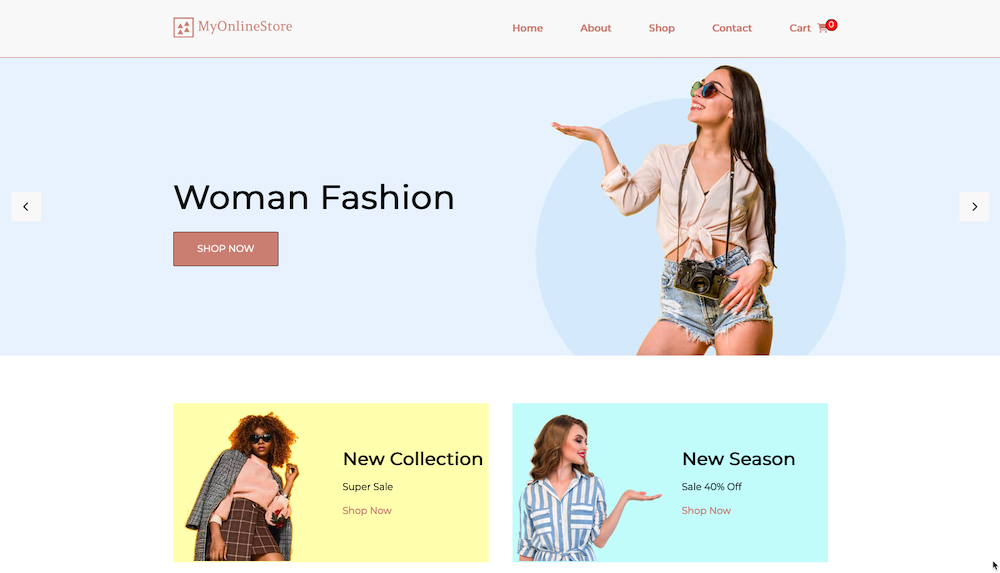 MyOnlineStore
Home About Shop Contact Cart 0
Woman Fashion
SHOP NOW
New Collection
Super Sale
Shop Now
New Season
Sale 40% Off
Shop Now